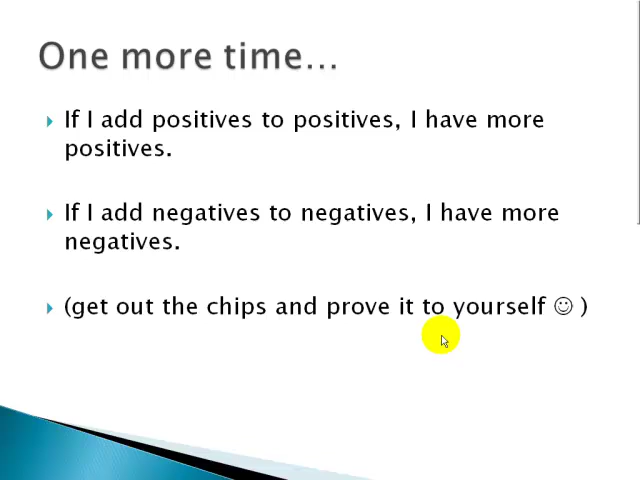 One more time...
If I add positives to positives, I have more
positives.
If I add negatives to negatives, I have more
negatives.
(get out the chips and prove it to yourself ☺ )